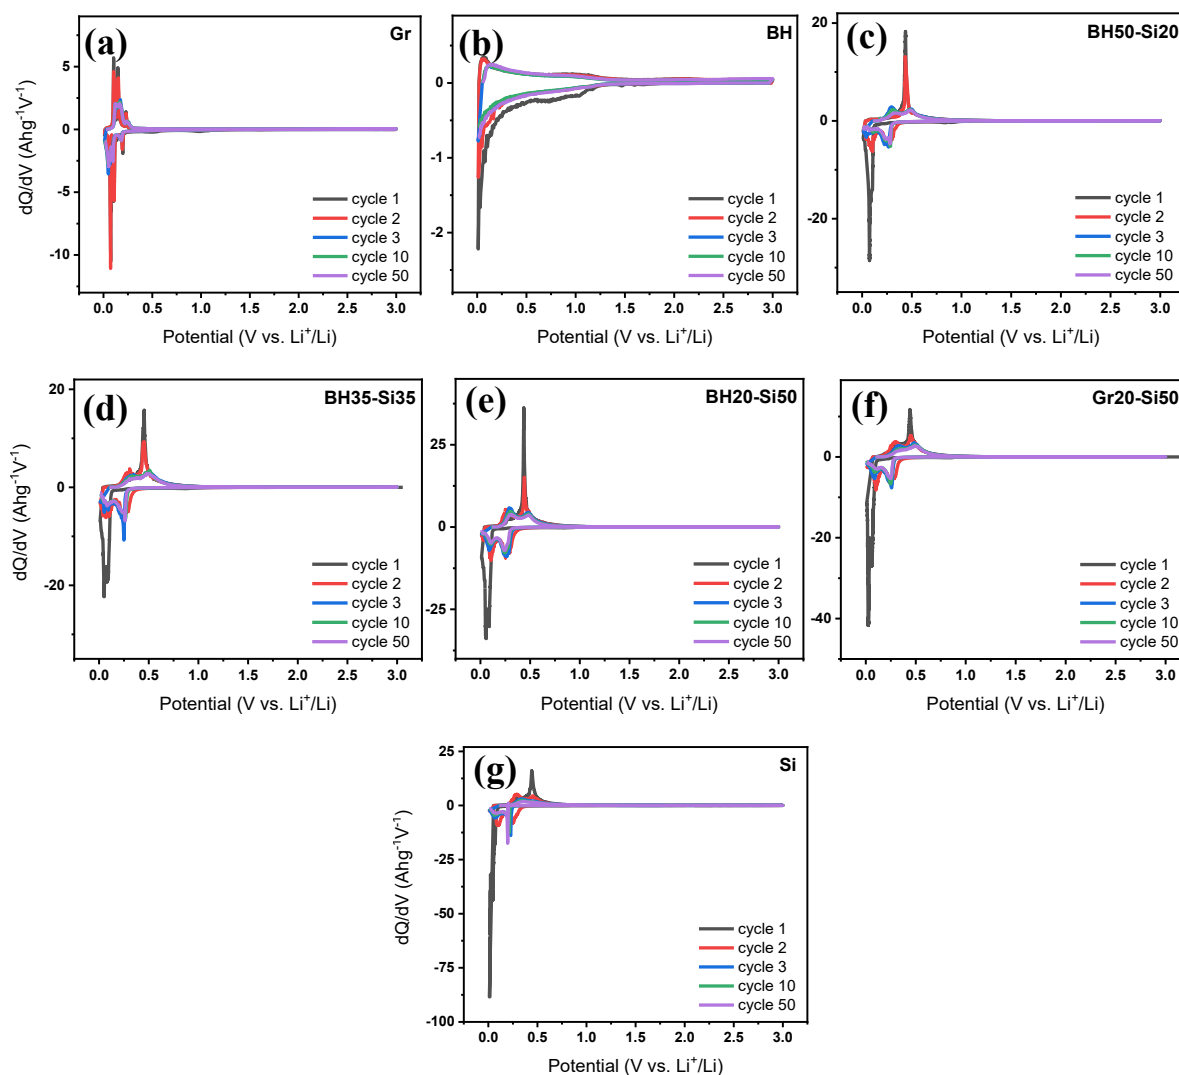 (a)
Gr
5
0
-5
-10
dQ/dV (Ahg⁻¹V⁻¹)
cycle 1
cycle 2
cycle 3
cycle 10
cycle 50
0.0 0.5 1.0 1.5 2.0 2.5 3.0
Potential (V vs. Li⁺/Li)
(b)
BH
0
-1
-2
cycle 1
cycle 2
cycle 3
cycle 10
cycle 50
0.0 0.5 1.0 1.5 2.0 2.5 3.0
Potential (V vs. Li⁺/Li)
(c)
BH50-Si20
20
0
-20
cycle 1
cycle 2
cycle 3
cycle 10
cycle 50
0.0 0.5 1.0 1.5 2.0 2.5 3.0
Potential (V vs. Li⁺/Li)
(d)
BH35-Si35
20
0
-20
dQ/dV (Ahg⁻¹V⁻¹)
cycle 1
cycle 2
cycle 3
cycle 10
cycle 50
0.0 0.5 1.0 1.5 2.0 2.5 3.0
Potential (V vs. Li⁺/Li)
(e)
BH20-Si50
25
0
-25
cycle 1
cycle 2
cycle 3
cycle 10
cycle 50
0.0 0.5 1.0 1.5 2.0 2.5 3.0
Potential (V vs. Li⁺/Li)
(f)
Gr20-Si50
0
-20
-40
cycle 1
cycle 2
cycle 3
cycle 10
cycle 50
0.0 0.5 1.0 1.5 2.0 2.5 3.0
Potential (V vs. Li⁺/Li)
(g)
Si
25
0
-25
-50
-75
-100
dQ/dV (Ahg⁻¹V⁻¹)
cycle 1
cycle 2
cycle 3
cycle 10
cycle 50
0.0 0.5 1.0 1.5 2.0 2.5 3.0
Potential (V vs. Li⁺/Li)